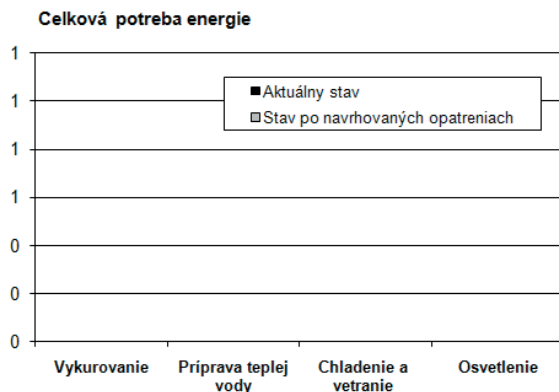 Celková potreba energie
1
1
1
1
0
0
0
Aktuálny stav
Stav po navrhovaných opatreniach
Vykurovanie
Príprava teplej
vody
Chladenie a
vetranie
Osvetlenie